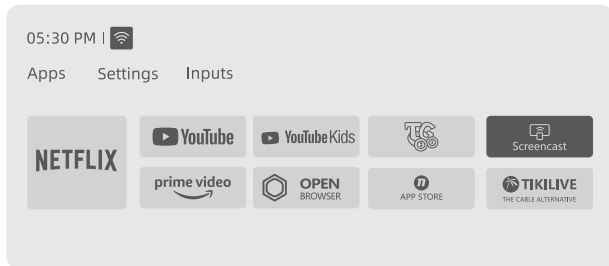 05:30 PM |
Apps Settings Inputs
NETFLIX
YouTube
YouTube Kids
TG
Screencast
prime video
OPEN
BROWSER
n
APP STORE
TIKILIVE
THE CABLE ALTERNATIVE